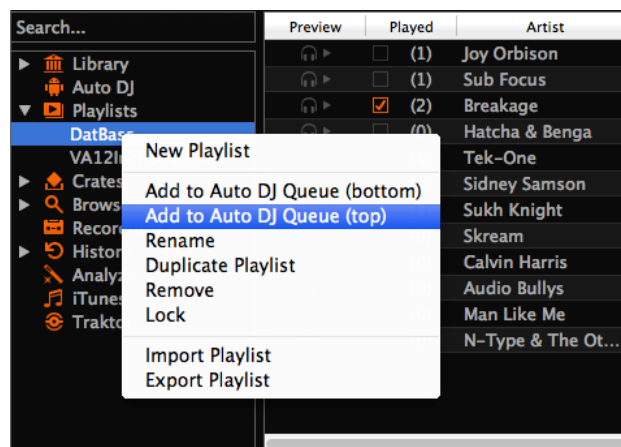 Search...
Library
Auto DJ
Playlists
DatBass
VA12I
Crates
Brows
Recor
Histor
Analyz
iTunes
Trakto
New Playlist
Add to Auto DJ Queue (bottom)
Add to Auto DJ Queue (top)
Rename
Duplicate Playlist
Remove
Lock
Import Playlist
Export Playlist
Preview Played Artist
(1) Joy Orbison
(1) Sub Focus
(2) Breakage
(0) Hatcha & Benga
Tek-One
Sidney Samson
Sukh Knight
Skream
Calvin Harris
Audio Bullys
Man Like Me
N-Type & The Ot...